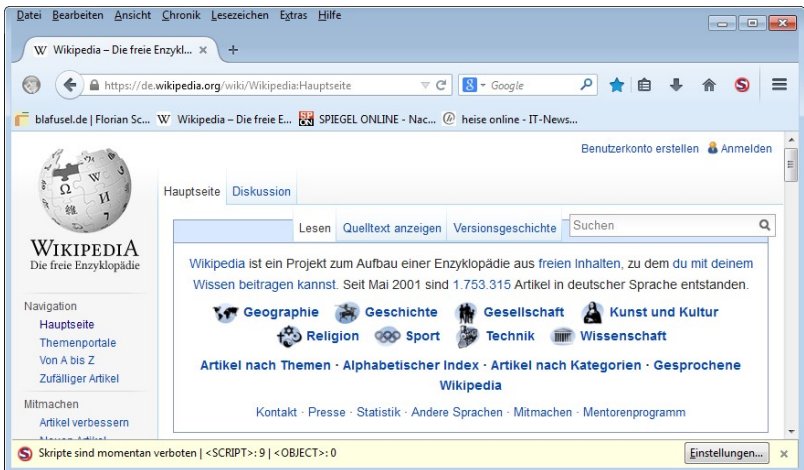 Datei Bearbeiten Ansicht Chronik Lesezeichen Extras Hilfe
W Wikipedia – Die freie Enzykl... × +
https://de.wikipedia.org/wiki/Wikipedia:Hauptseite 8 Google S
blafusel.de | Florian Sc... W Wikipedia – Die freie E... SPIEGEL ONLINE - Nac... heise online - IT-News...
Benutzerkonto erstellen Anmelden
Hauptseite Diskussion
Lesen Quelltext anzeigen Versionsgeschichte Suchen
WIKIPEDIA
Die freie Enzyklopädie
Wikipedia ist ein Projekt zum Aufbau einer Enzyklopädie aus freien Inhalten, zu dem du mit deinem
Wissen beitragen kannst. Seit Mai 2001 sind 1.753.315 Artikel in deutscher Sprache entstanden.
Geographie Geschichte Gesellschaft Kunst und Kultur
Religion Sport Technik Wissenschaft
Artikel nach Themen · Alphabetischer Index · Artikel nach Kategorien · Gesprochene
Wikipedia
Kontakt · Presse · Statistik · Andere Sprachen · Mitmachen · Mentorenprogramm
Navigation
Hauptseite
Themenportale
Von A bis Z
Zufälliger Artikel
Mitmachen
Artikel verbessern
S Skripte sind momentan verboten | <SCRIPT>: 9 | <OBJECT>: 0 Einstellungen... ×